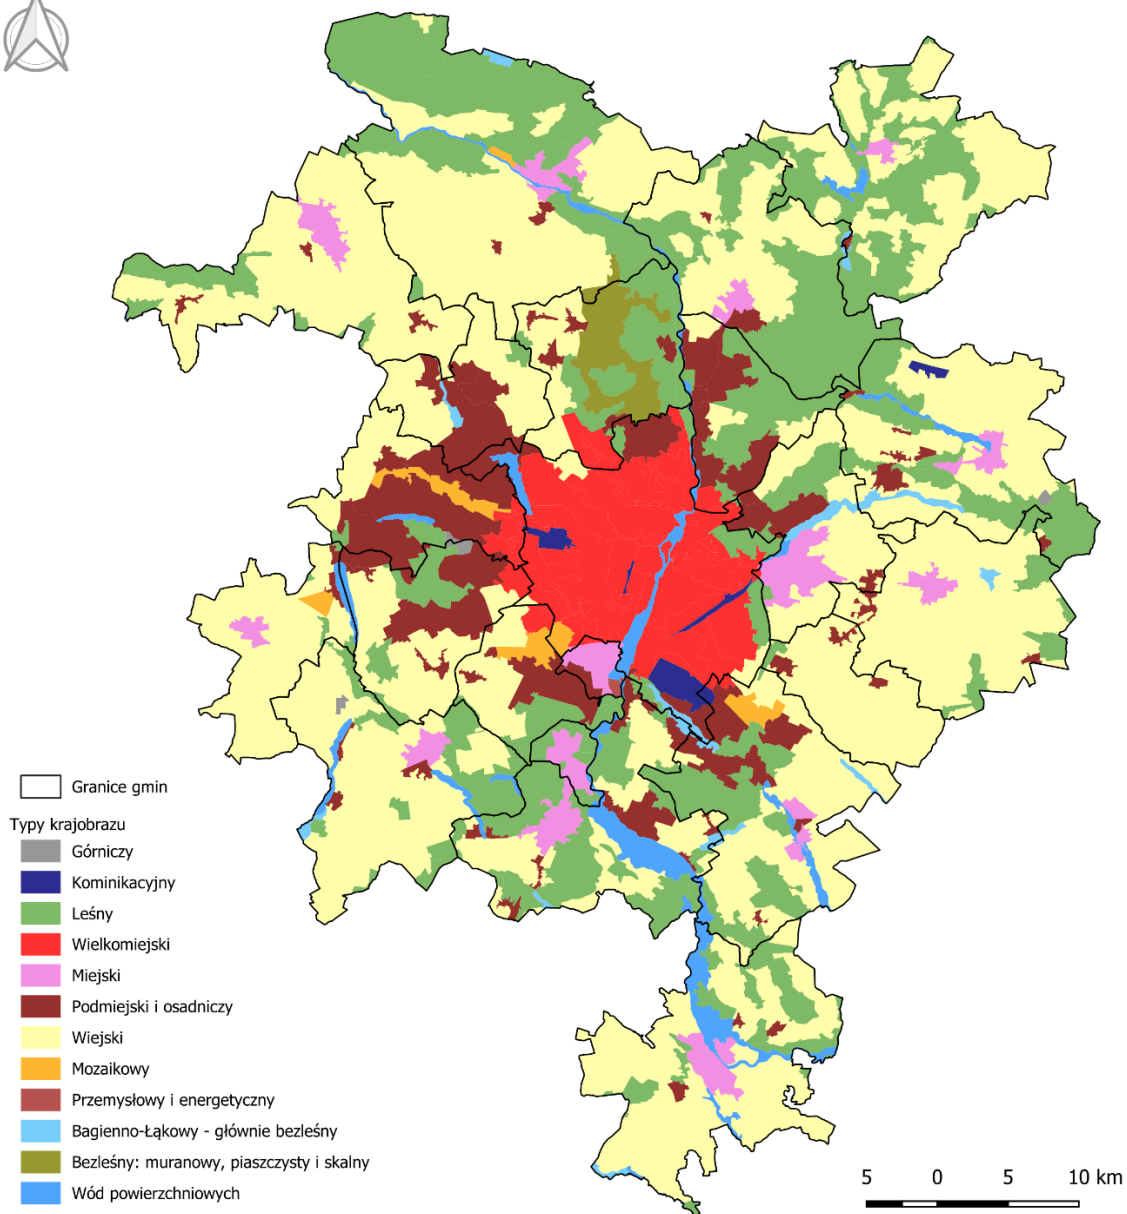 Granice gmin
Typy krajobrazu
Górniczy
Kominikacyjny
Leśny
Wielkomiejski
Miejski
Podmiejski i osadniczy
Wiejski
Mozaikowy
Przemysłowy i energetyczny
Bagienno-Łąkowy - głównie bezleśny
Bezleśny: muranowy, piaszczysty i skalny
Wód powierzchniowych
5 0 5 10 km